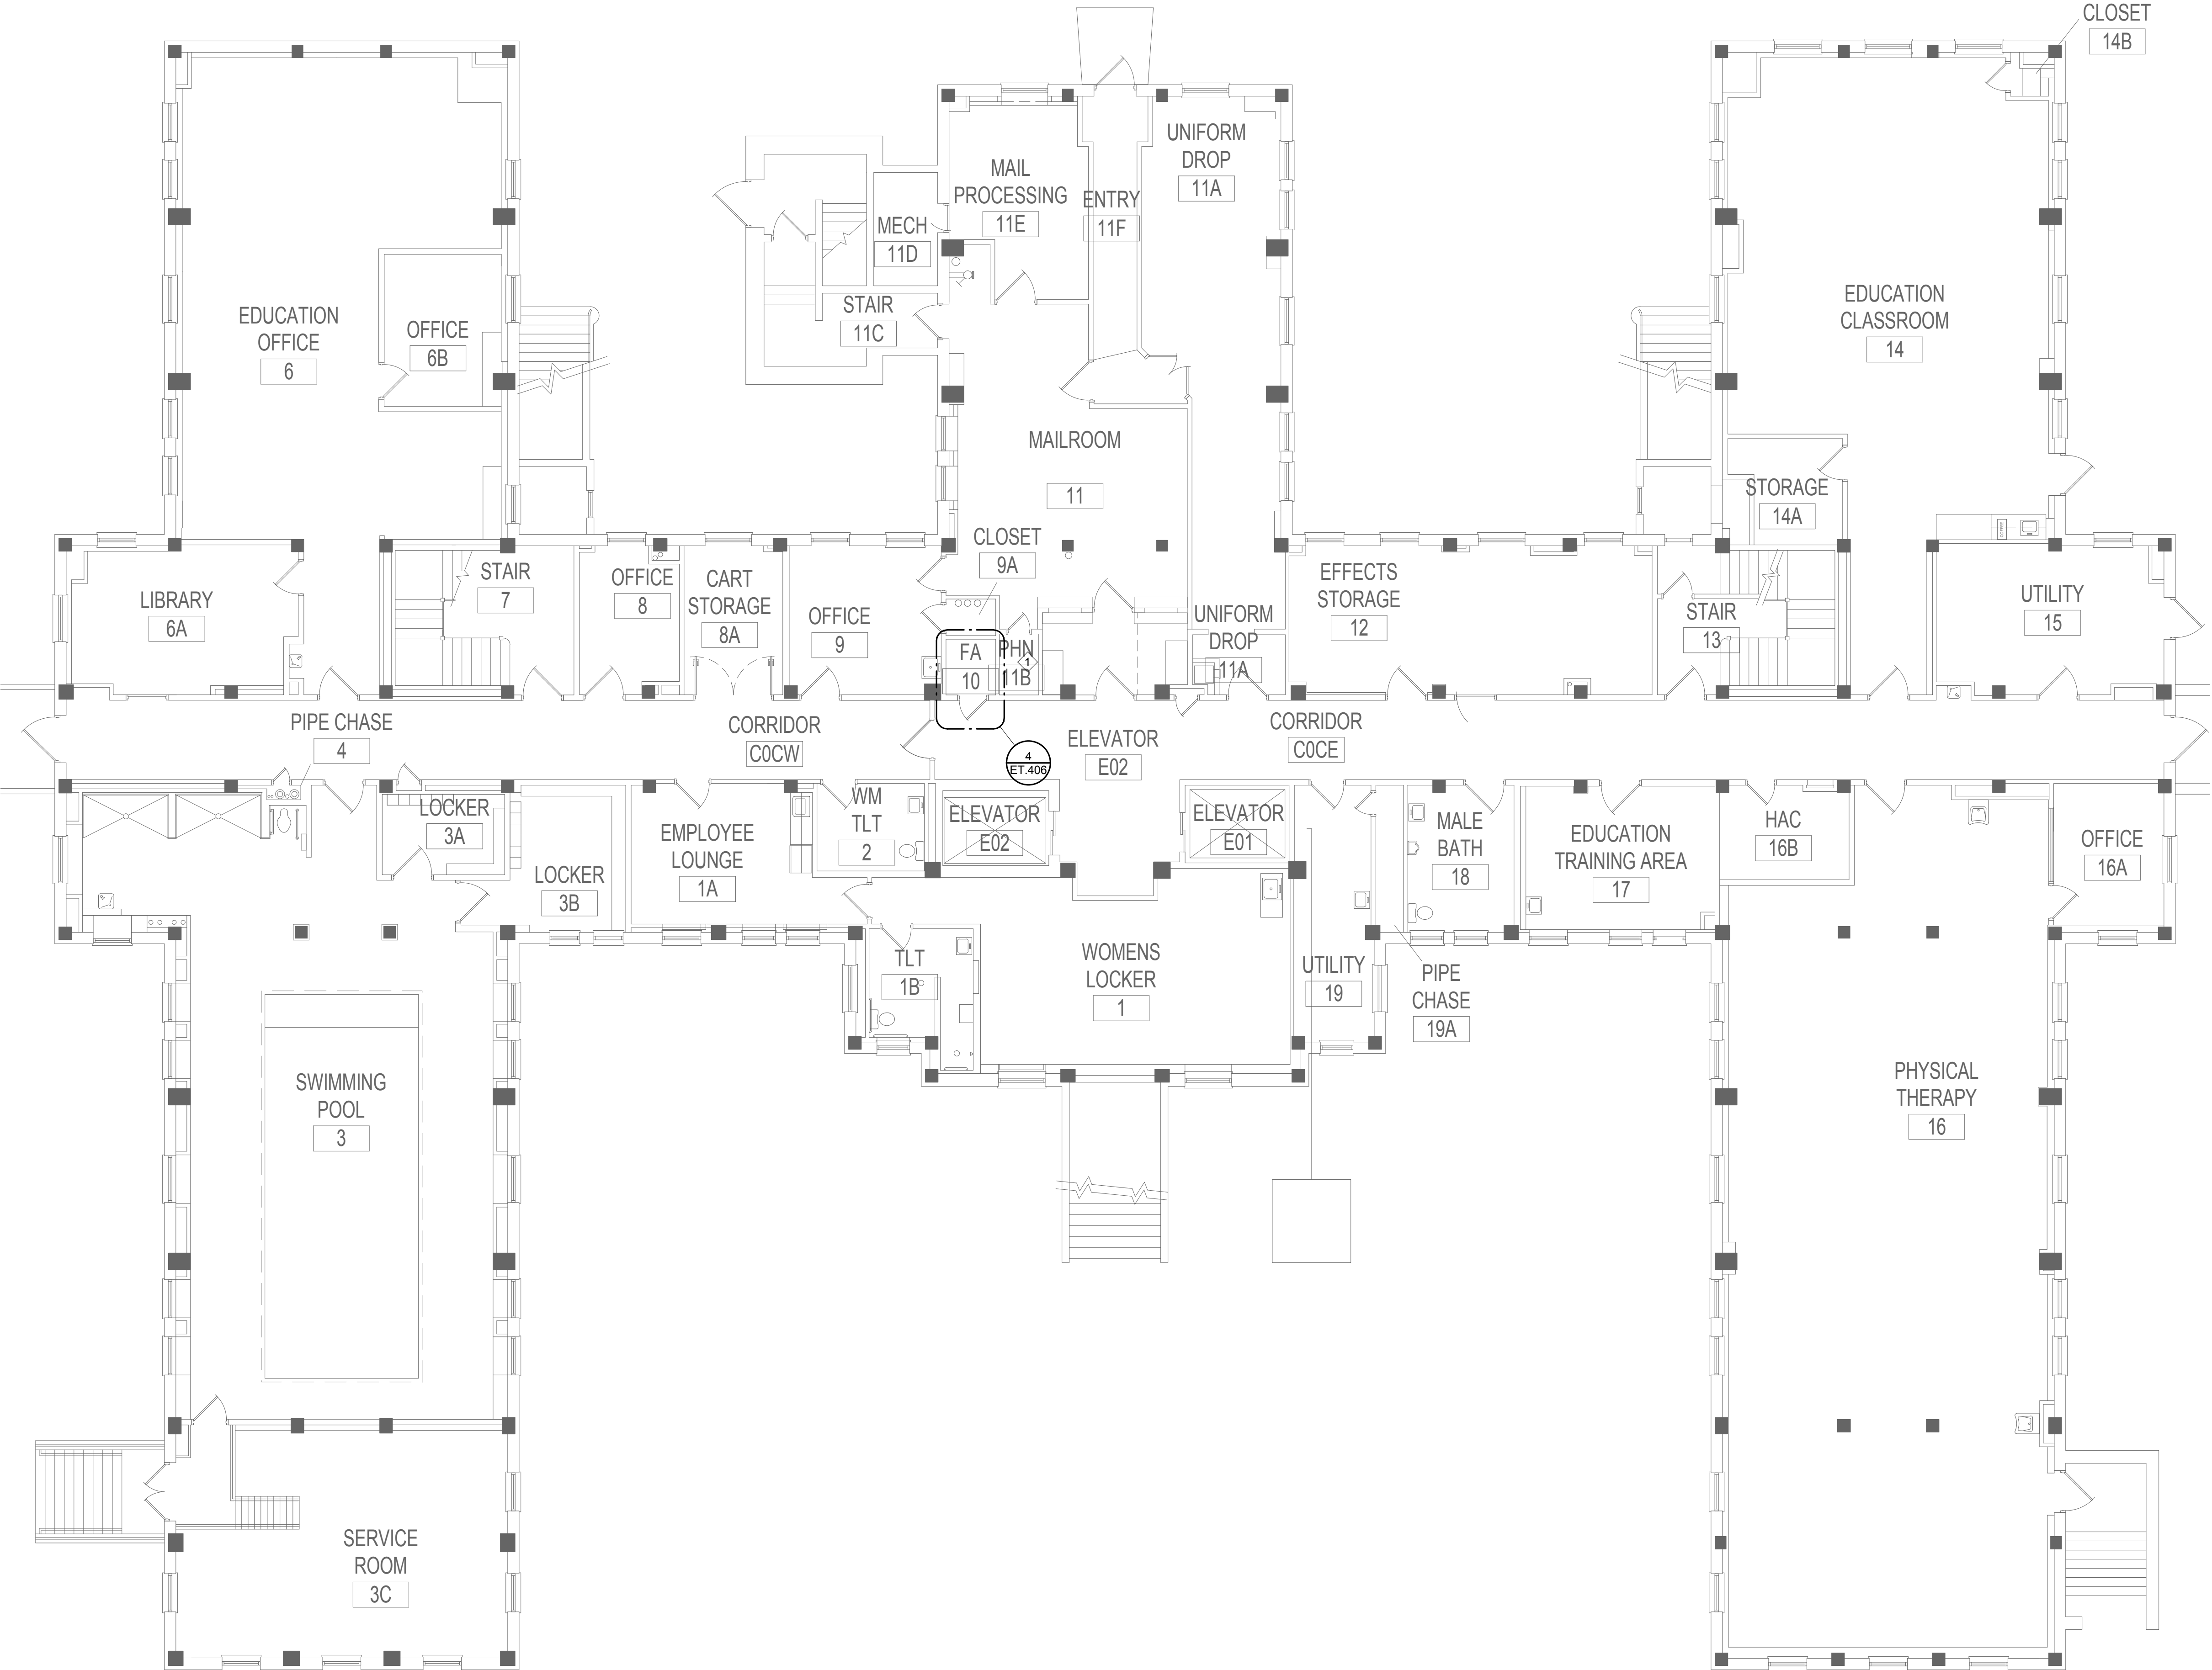 CLOSET
14B
UNIFORM
DROP
11A
MAIL
PROCESSING
11E
ENTRY
11F
MECH
11D
STAIR
11C
EDUCATION
OFFICE
6
OFFICE
6B
EDUCATION
CLASSROOM
14
MAILROOM
11
STORAGE
14A
CLOSET
9A
LIBRARY
6A
STAIR
7
OFFICE
8
CART
STORAGE
8A
OFFICE
9
FA
10
PHN
11B
1
UNIFORM
DROP
11A
EFFECTS
STORAGE
12
STAIR
13
UTILITY
15
PIPE CHASE
4
CORRIDOR
C0CW
4
ET.406
ELEVATOR
E02
CORRIDOR
C0CE
LOCKER
3A
LOCKER
3B
EMPLOYEE
LOUNGE
1A
WM
TLT
2
ELEVATOR
E02
ELEVATOR
E01
MALE
BATH
18
EDUCATION
TRAINING AREA
17
HAC
16B
OFFICE
16A
TLT
1B
WOMENS
LOCKER
1
UTILITY
19
PIPE
CHASE
19A
SWIMMING
POOL
3
PHYSICAL
THERAPY
16
SERVICE
ROOM
3C